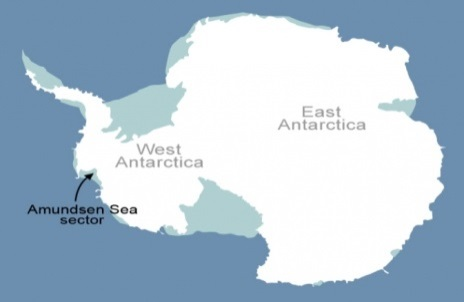 East
Antarctica
West
Antarctica
Amundsen Sea
sector